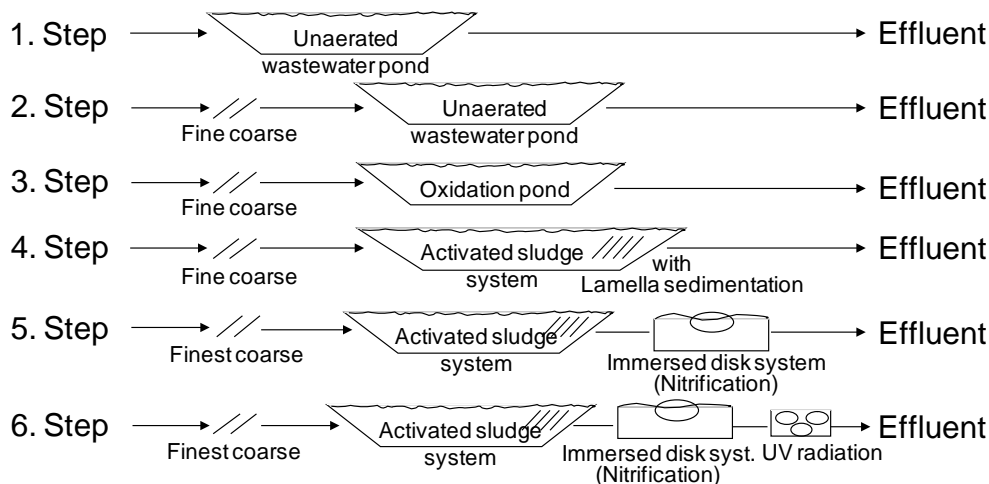 1. Step
Unaerated
wastewater pond
Effluent
2. Step
Fine coarse
Unaerated
wastewater pond
Effluent
3. Step
Fine coarse
Oxidation pond
Effluent
4. Step
Fine coarse
Activated sludge
system
with
Lamella sedimentation
Effluent
5. Step
Finest coarse
Activated sludge
system
Immersed disk system
(Nitrification)
Effluent
6. Step
Finest coarse
Activated sludge
system
Immersed disk syst.
(Nitrification)
UV radiation
Effluent